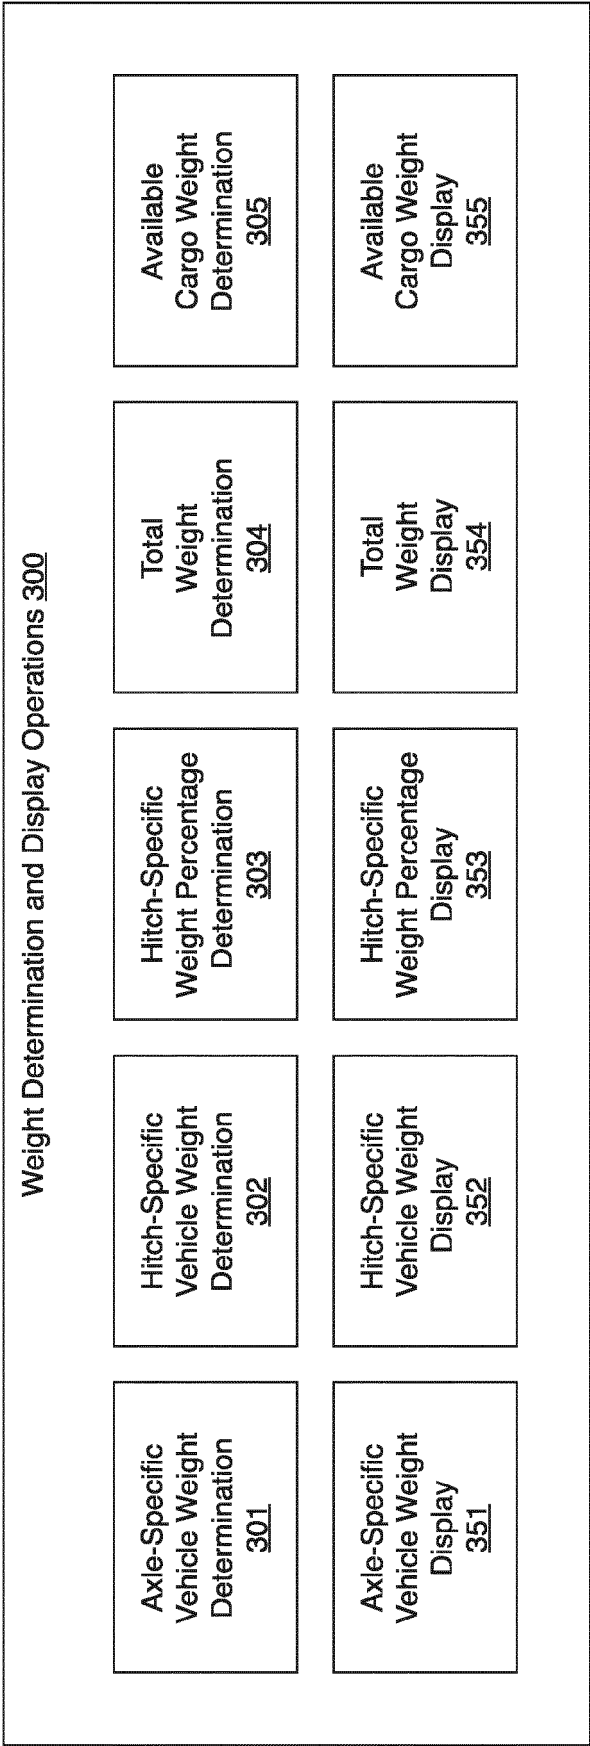 Weight Determination and Display Operations 300
Axle-Specific
Vehicle Weight
Determination
301
Hitch-Specific
Vehicle Weight
Determination
302
Hitch-Specific
Weight Percentage
Determination
303
Total
Weight
Determination
304
Available
Cargo Weight
Determination
305
Axle-Specific
Vehicle Weight
Display
351
Hitch-Specific
Vehicle Weight
Display
352
Hitch-Specific
Weight Percentage
Display
353
Total
Weight
Display
354
Available
Cargo Weight
Display
355